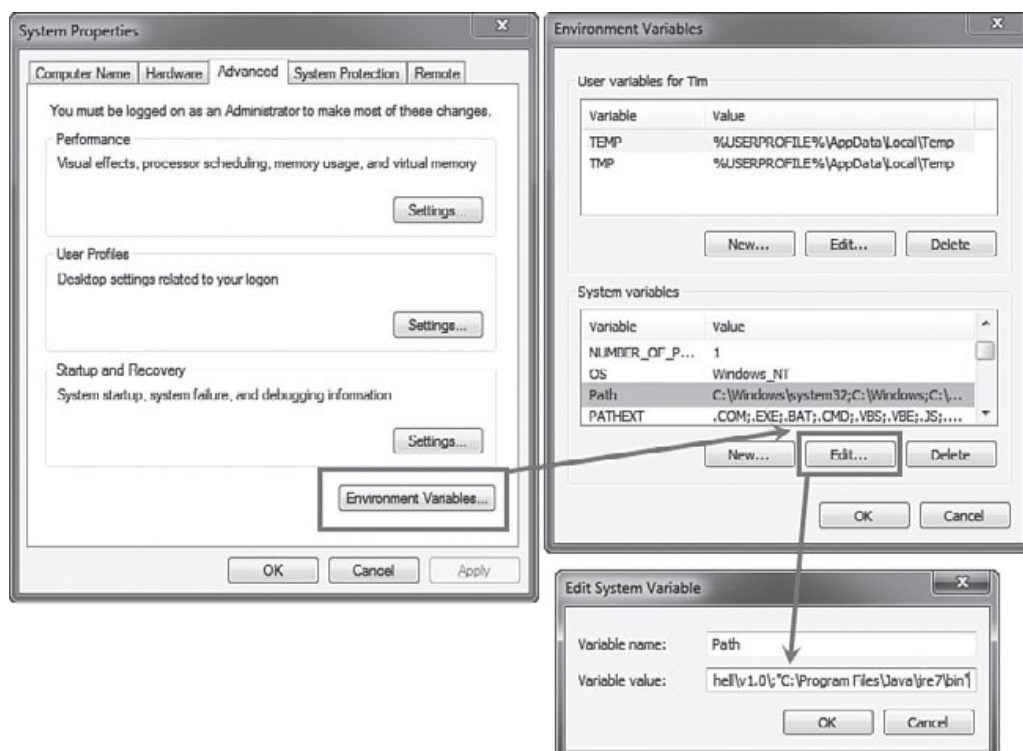 System Properties
Computer Name
Hardware
Advanced
System Protection
Remote
You must be logged on as an Administrator to make most of these changes.
Performance
Visual effects, processor scheduling, memory usage, and virtual memory
Settings...
User Profiles
Desktop settings related to your logon
Settings...
Startup and Recovery
System startup, system failure, and debugging information
Settings...
Environment Variables...
OK
Cancel
Apply
Environment Variables
User variables for Tim
Variable Value
TEMP %USERPROFILE%\AppData\Local\Temp
TMP %USERPROFILE%\AppData\Local\Temp
New...
Edit...
Delete
System variables
Variable Value
NUMBER_OF_P... 1
OS Windows_NT
Path C:\Windows\system32;C:\Windows;C:\...
PATHEXT .COM;.EXE;.BAT;.CMD;.VBS;.VBE;.JS;....
New...
Edit...
Delete
OK
Cancel
Edit System Variable
Variable name: Path
Variable value: hell\v1.0\;"C:\Program Files\Java\jre7\bin"
OK
Cancel